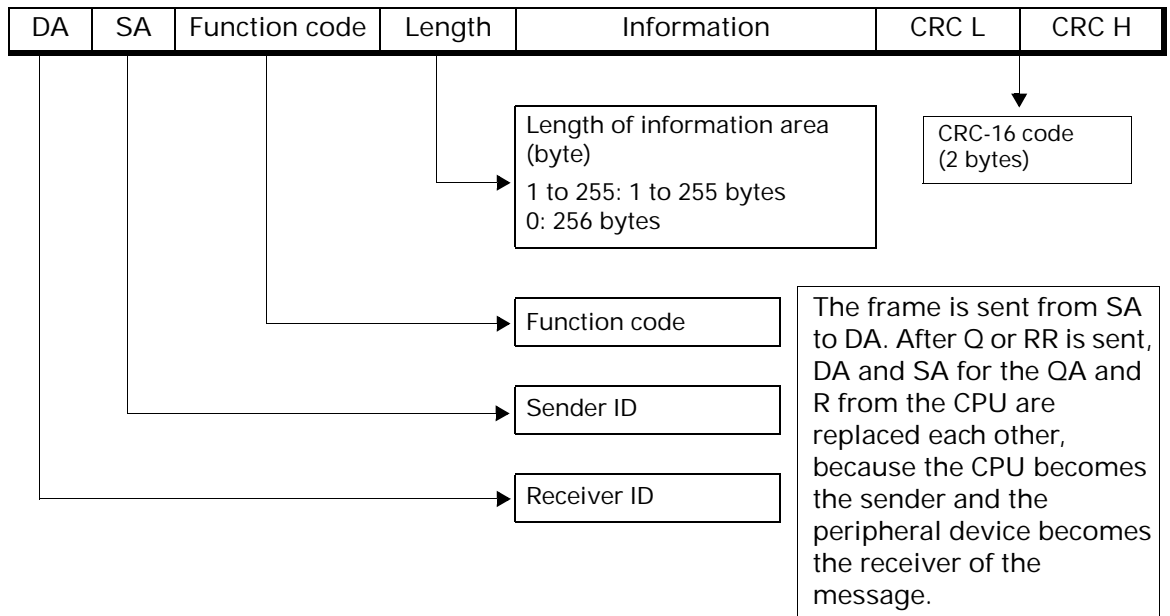 DA SA Function code Length Information CRC L CRC H
Length of information area
(byte)
1 to 255: 1 to 255 bytes
0: 256 bytes
CRC-16 code
(2 bytes)
Function code
Sender ID
Receiver ID
The frame is sent from SA
to DA. After Q or RR is sent,
DA and SA for the QA and
R from the CPU are
replaced each other,
because the CPU becomes
the sender and the
peripheral device becomes
the receiver of the
message.